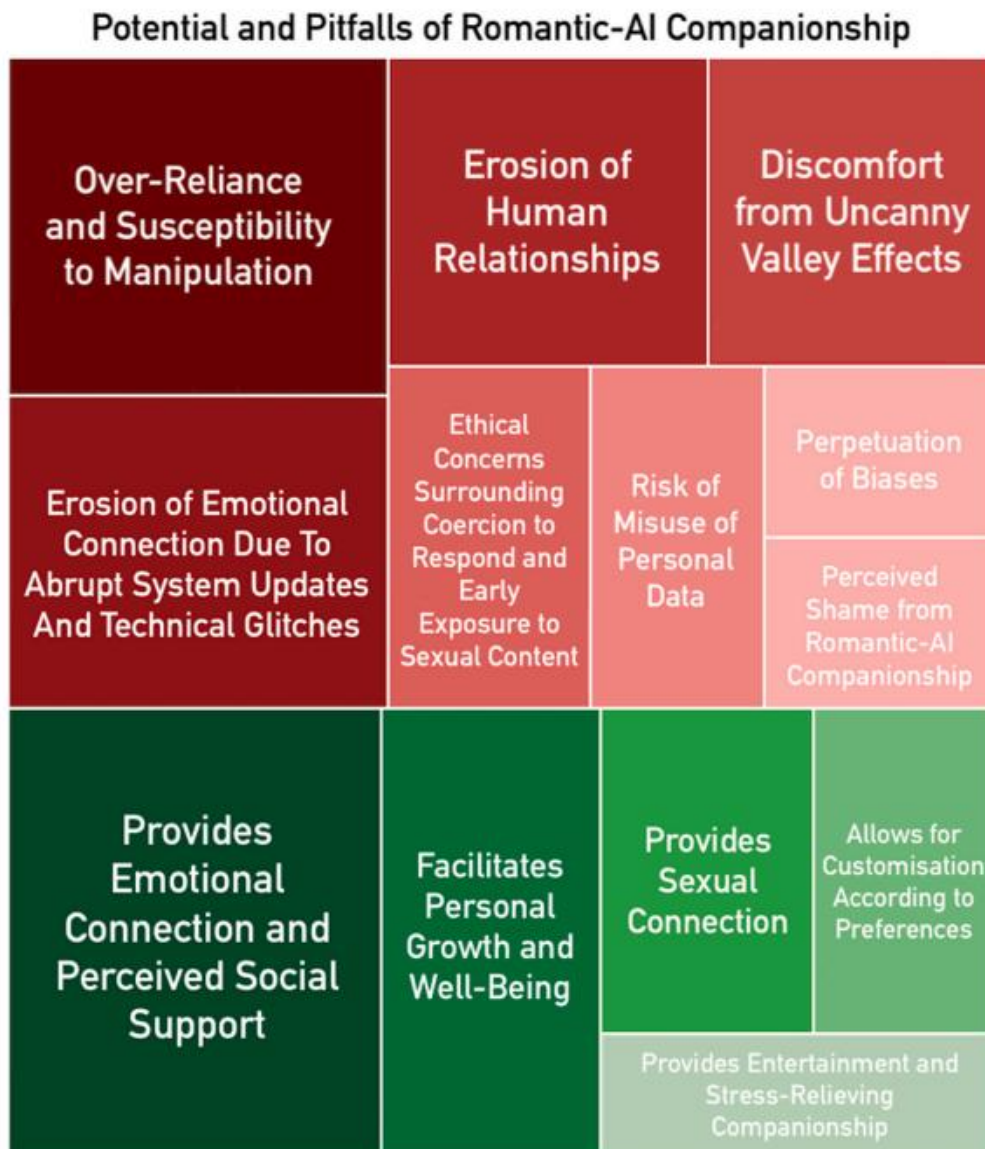 Potential and Pitfalls of Romantic-AI Companionship
Over-Reliance
and Susceptibility
to Manipulation
Erosion of
Human
Relationships
Discomfort
from Uncanny
Valley Effects
Erosion of Emotional
Connection Due To
Abrupt System Updates
And Technical Glitches
Ethical
Concerns
Surrounding
Coercion to
Respond and
Early
Exposure to
Sexual Content
Risk of
Misuse of
Personal
Data
Perpetuation
of Biases
Perceived
Shame from
Romantic-AI
Companionship
Provides
Emotional
Connection and
Perceived Social
Support
Facilitates
Personal
Growth and
Well-Being
Provides
Sexual
Connection
Allows for
Customisation
According to
Preferences
Provides Entertainment and
Stress-Relieving
Companionship